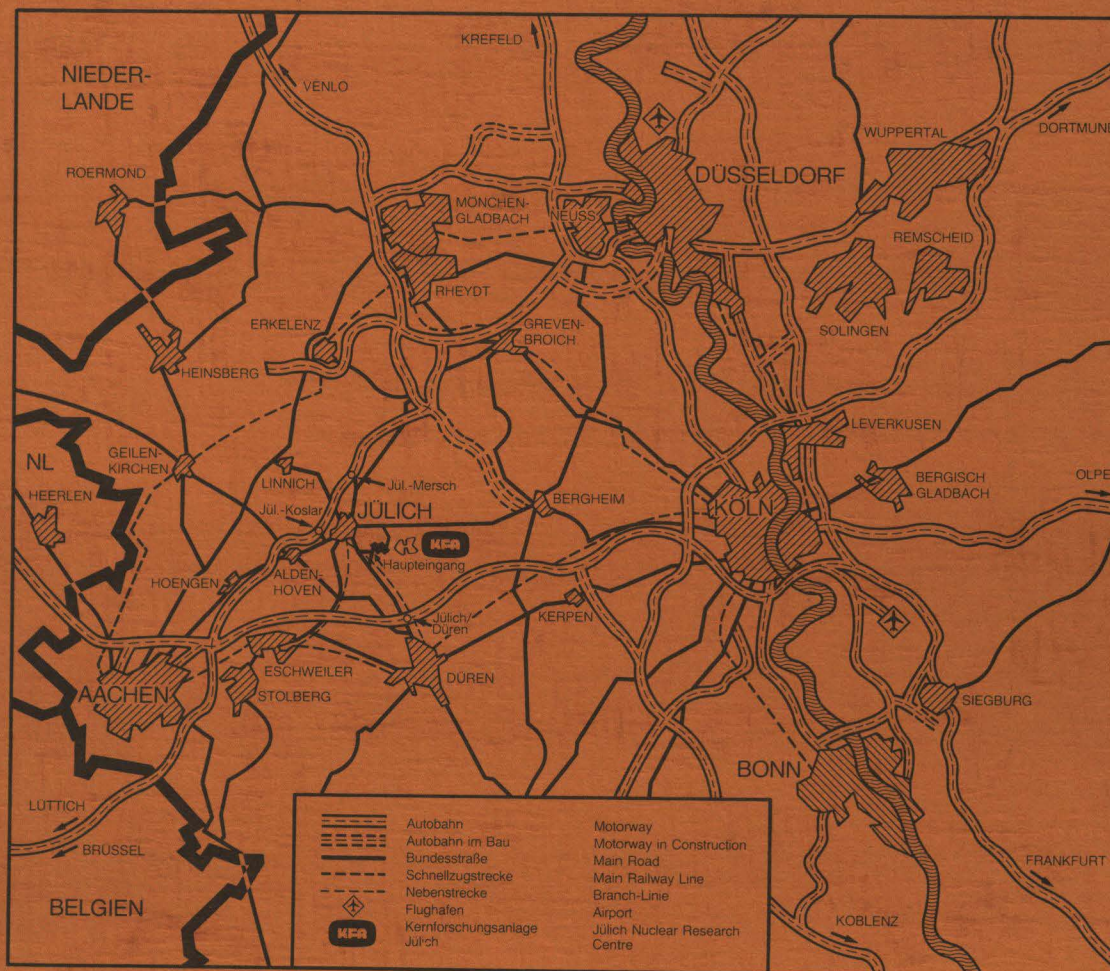 KREFELD
NIEDER-
LANDE
VENLO
DORTMUND
WUPPERTAL
ROERMOND
DÜSSELDORF
MÖNCHEN-
GLADBACH
NEUSS
REMSCHEID
RHEYDT
ERKELENZ
GREVEN-
BROICH
SOLINGEN
HEINSBERG
LEVERKUSEN
GEILEN-
KIRCHEN
NL
LINNICH
Jül.-Mersch
BERGISCH
GLADBACH
OLPE
HEERLEN
BERGHEIM
KÖLN
Jül.-Koslar
JÜLICH
KFA
Haupteingang
HOENGEN
ALDEN-
HOVEN
Jülich/
Düren
KERPEN
ESCHWEILER
DÜREN
AACHEN
STOLBERG
SIEGBURG
BONN
LÜTTICH
BRÜSSEL
FRANKFURT
BELGIEN
KOBLENZ
Autobahn Motorway
Autobahn im Bau Motorway in Construction
Bundesstraße Main Road
Schnellzugstrecke Main Railway Line
Nebenstrecke Branch-Linie
Flughafen Airport
KFA Kernforschungsanlage Jülich Nuclear Research
Jülich Centre